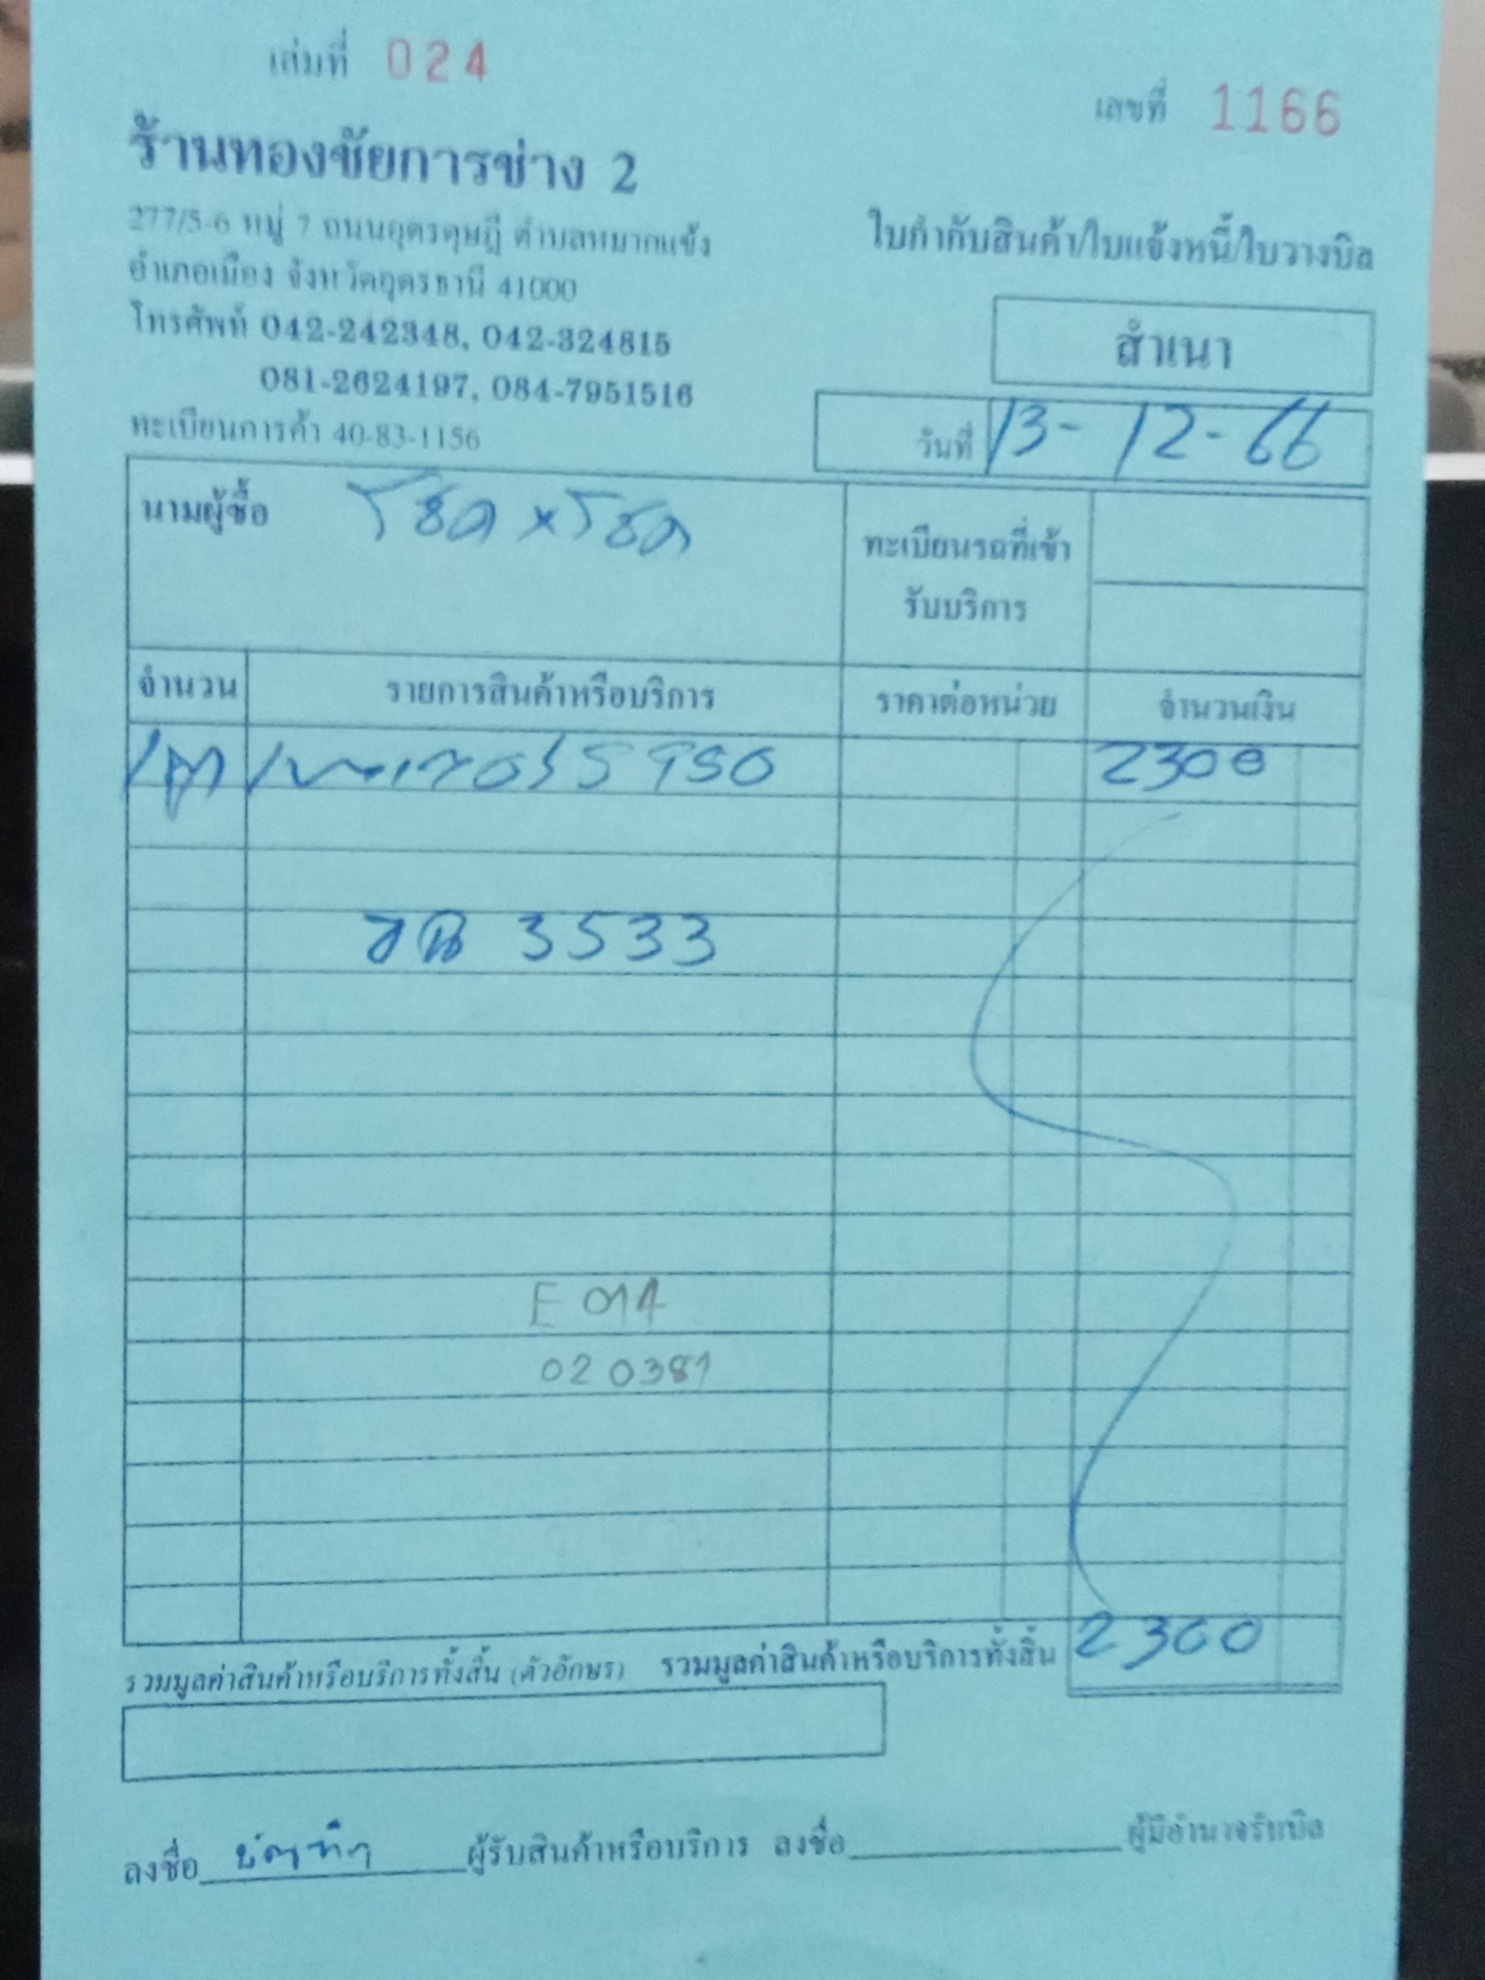 เล่มที่ 024
เลขที่ 1166
ร้านทองชัยการช่าง 2
277/5-6 หมู่ 7 ถนนอุดรดุษฎี ตำบลหมากแข้ง
อำเภอเมือง จังหวัดอุดรธานี 41000
โทรศัพท์ 042-242348, 042-324815
081-2624197, 084-7951516
ทะเบียนการค้า 40-83-1156
ใบกำกับสินค้า/ใบแจ้งหนี้/ใบวางบิล
สำเนา
วันที่ 13-12-66
นามผู้ซื้อ โชค x โชค
ทะเบียนรถที่เข้า
รับบริการ
จำนวน รายการสินค้าหรือบริการ ราคาต่อหน่วย จำนวนเงิน
2300
3533
E 014
020381
รวมมูลค่าสินค้าหรือบริการทั้งสิ้น (ตัวอักษร) รวมมูลค่าสินค้าหรือบริการทั้งสิ้น 2300
ลงชื่อ ผู้รับสินค้าหรือบริการ ลงชื่อ ผู้มีอำนาจรับบิล